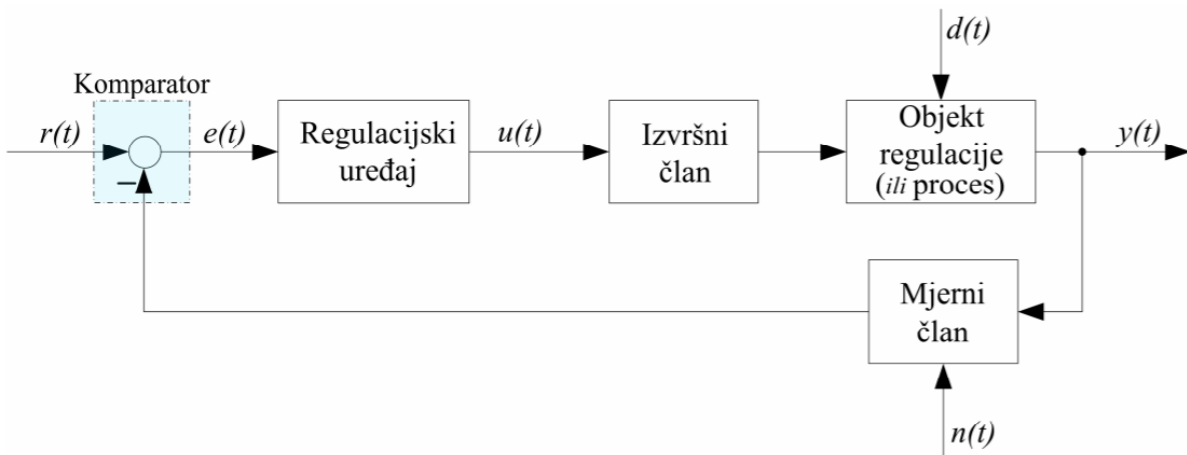 d(t)
Komparator
r(t)
e(t)
Regulacijski
uređaj
u(t)
Izvršni
član
Objekt
regulacije
(ili proces)
y(t)
−
Mjerni
član
n(t)